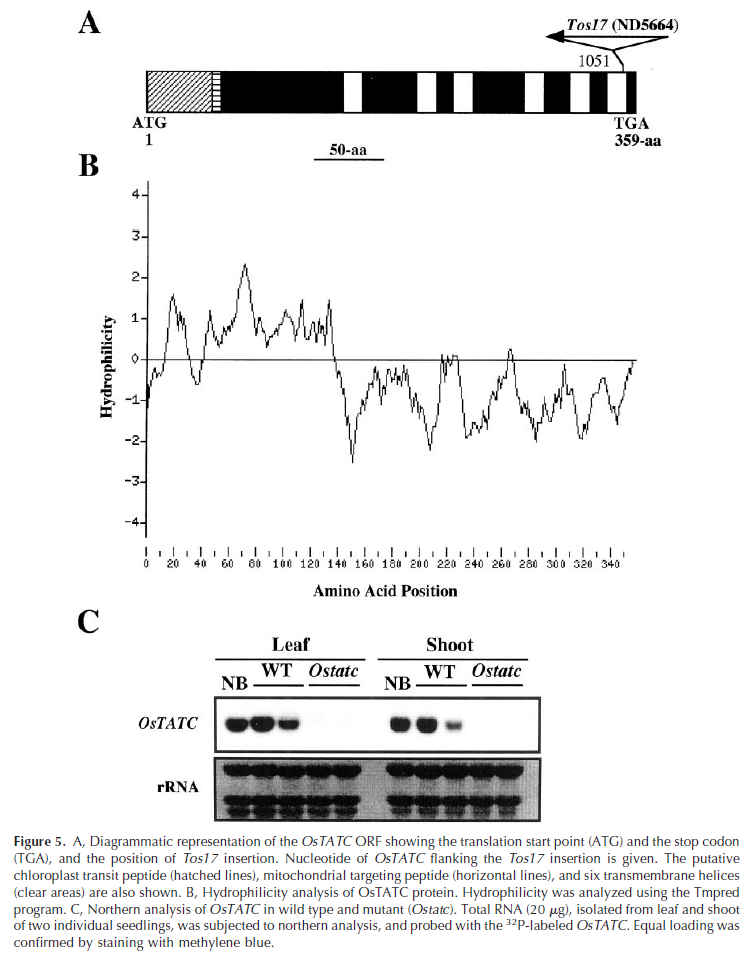 A
Tos17 (ND5664)
1051
ATG
1
TGA
359-aa
50-aa
B
4
3
2
1
0
-1
-2
-3
-4
Hydrophilicity
0 20 40 60 80 100 120 140 160 180 200 220 240 260 280 300 320 340
Amino Acid Position
C
Leaf Shoot
NB WT Ostatc NB WT Ostatc
OsTATC
rRNA
Figure 5. A, Diagrammatic representation of the OsTATC ORF showing the translation start point (ATG) and the stop codon
(TGA), and the position of Tos17 insertion. Nucleotide of OsTATC flanking the Tos17 insertion is given. The putative
chloroplast transit peptide (hatched lines), mitochondrial targeting peptide (horizontal lines), and six transmembrane helices
(clear areas) are also shown. B, Hydrophilicity analysis of OsTATC protein. Hydrophilicity was analyzed using the Tmpred
program. C, Northern analysis of OsTATC in wild type and mutant (Ostatc). Total RNA (20 μg), isolated from leaf and shoot
of two individual seedlings, was subjected to northern analysis, and probed with the ³²P-labeled OsTATC. Equal loading was
confirmed by staining with methylene blue.